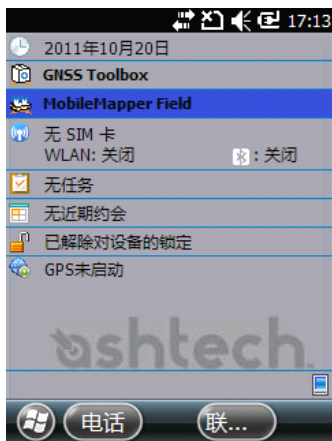 17:13
2011年10月20日
GNSS Toolbox
MobileMapper Field
无 SIM 卡
WLAN: 关闭 : 关闭
无任务
无近期约会
已解除对设备的锁定
GPS未启动
ashtech.
电话 联...